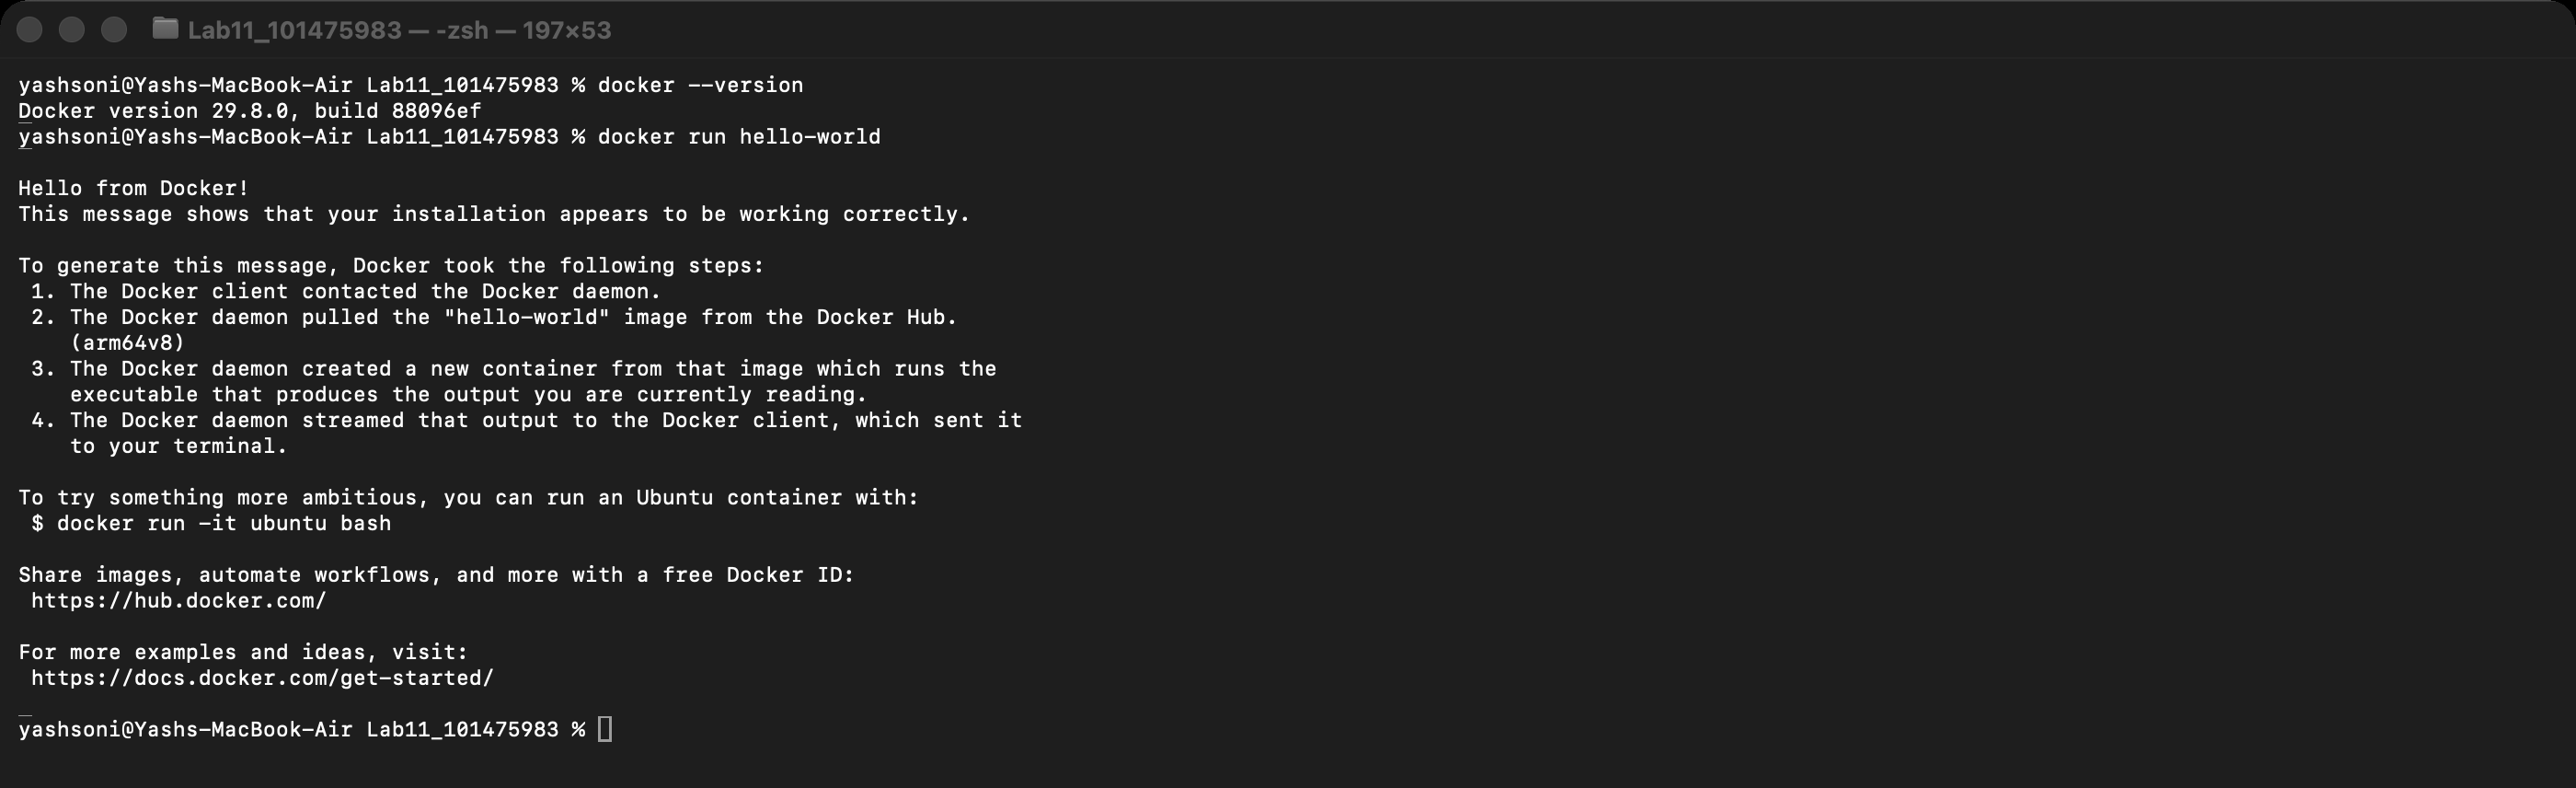 Lab11_101475983 — -zsh — 197×53
yashsoni@Yashs-MacBook-Air Lab11_101475983 % docker --version
Docker version 29.8.0, build 88096ef
yashsoni@Yashs-MacBook-Air Lab11_101475983 % docker run hello-world
Hello from Docker!
This message shows that your installation appears to be working correctly.
To generate this message, Docker took the following steps:
1. The Docker client contacted the Docker daemon.
2. The Docker daemon pulled the "hello-world" image from the Docker Hub.
(arm64v8)
3. The Docker daemon created a new container from that image which runs the
executable that produces the output you are currently reading.
4. The Docker daemon streamed that output to the Docker client, which sent it
to your terminal.
To try something more ambitious, you can run an Ubuntu container with:
$ docker run -it ubuntu bash
Share images, automate workflows, and more with a free Docker ID:
https://hub.docker.com/
For more examples and ideas, visit:
https://docs.docker.com/get-started/
yashsoni@Yashs-MacBook-Air Lab11_101475983 %